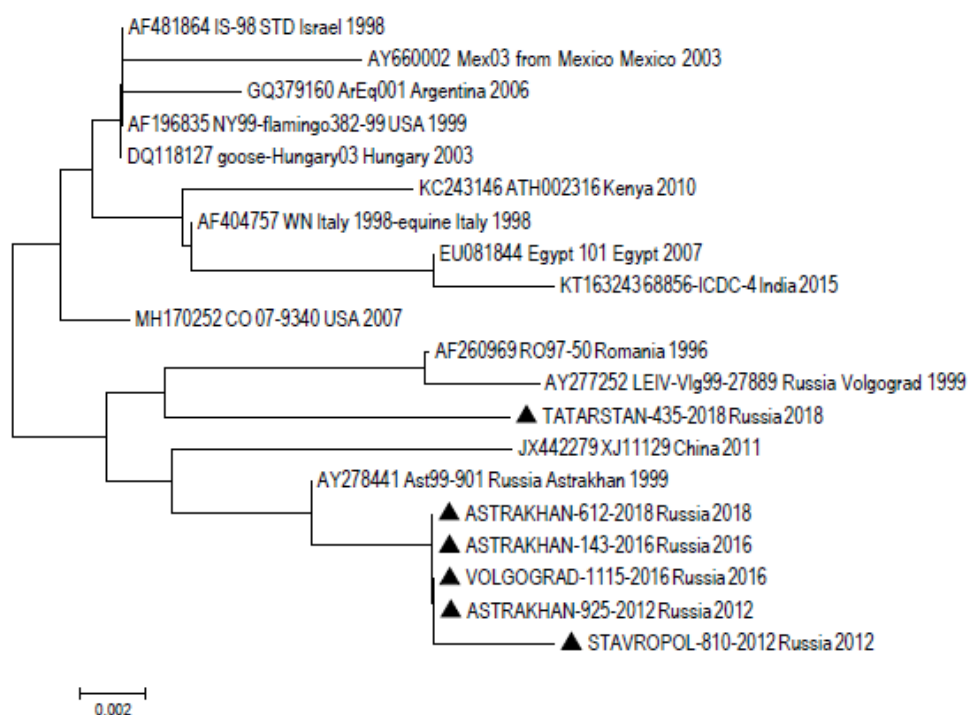 AF481864 IS-98 STD Israel 1998
AY660002 Mex03 from Mexico Mexico 2003
GQ379160 ArEq001 Argentina 2006
AF196835 NY99-flamingo382-99 USA 1999
DQ118127 goose-Hungary03 Hungary 2003
KC243146 ATH002316 Kenya 2010
AF404757 WN Italy 1998-equine Italy 1998
EU081844 Egypt 101 Egypt 2007
KT16324368856-ICDC-4 India 2015
MH170252 CO 07-9340 USA 2007
AF260969 RO97-50 Romania 1996
AY277252 LEIV-Vlg99-27889 Russia Volgograd 1999
TATARSTAN-435-2018 Russia 2018
JX442279 XJ11129 China 2011
AY278441 Ast99-901 Russia Astrakhan 1999
ASTRAKHAN-612-2018 Russia 2018
ASTRAKHAN-143-2016 Russia 2016
VOLGOGRAD-1115-2016 Russia 2016
ASTRAKHAN-925-2012 Russia 2012
STAVROPOL-810-2012 Russia 2012
0.002